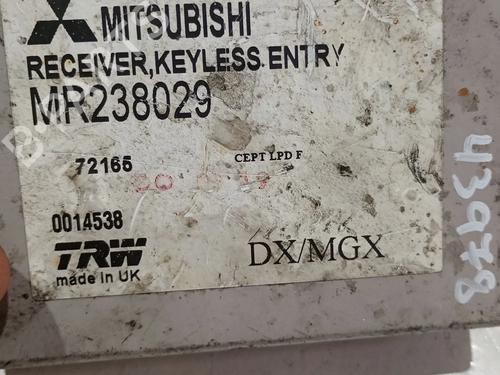 MITSUBISHI
RECEIVER,KEYLESS.ENTRY
MR238029
72165
CEPT LPD F
0014538
TRW
made in UK
DX/MGX
43978